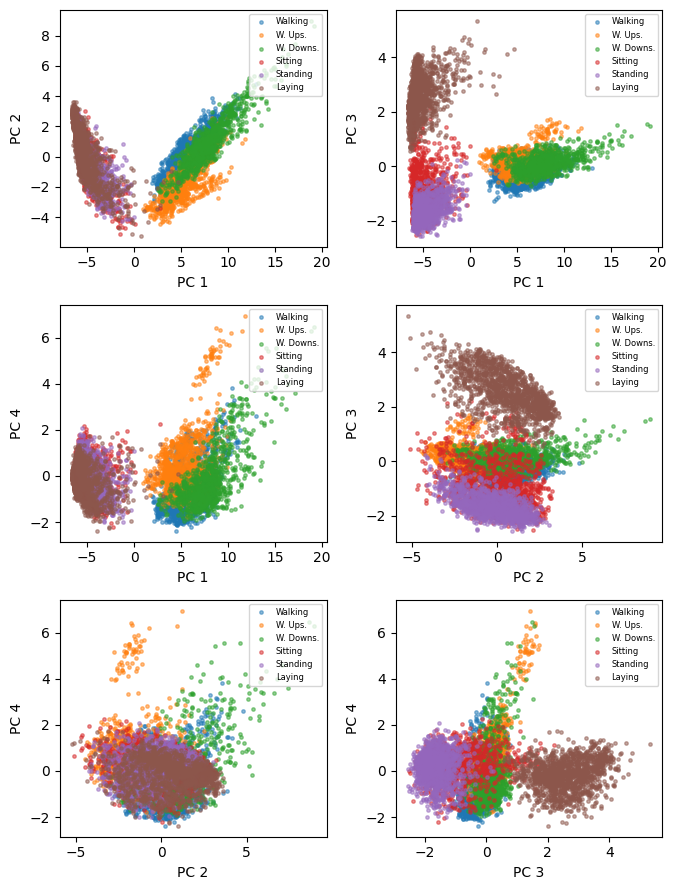 8
6
4
2
0
−2
−4
PC 2
−5
0
5
10
15
20
PC 1
Walking
W. Ups.
W. Downs.
Sitting
Standing
Laying
4
2
0
−2
PC 3
−5
0
5
10
15
20
PC 1
Walking
W. Ups.
W. Downs.
Sitting
Standing
Laying
6
4
2
0
−2
PC 4
−5
0
5
10
15
20
PC 1
Walking
W. Ups.
W. Downs.
Sitting
Standing
Laying
4
2
0
−2
PC 3
−5
0
5
PC 2
Walking
W. Ups.
W. Downs.
Sitting
Standing
Laying
6
4
2
0
−2
PC 4
−5
0
5
PC 2
Walking
W. Ups.
W. Downs.
Sitting
Standing
Laying
6
4
2
0
−2
PC 4
−2
0
2
4
PC 3
Walking
W. Ups.
W. Downs.
Sitting
Standing
Laying